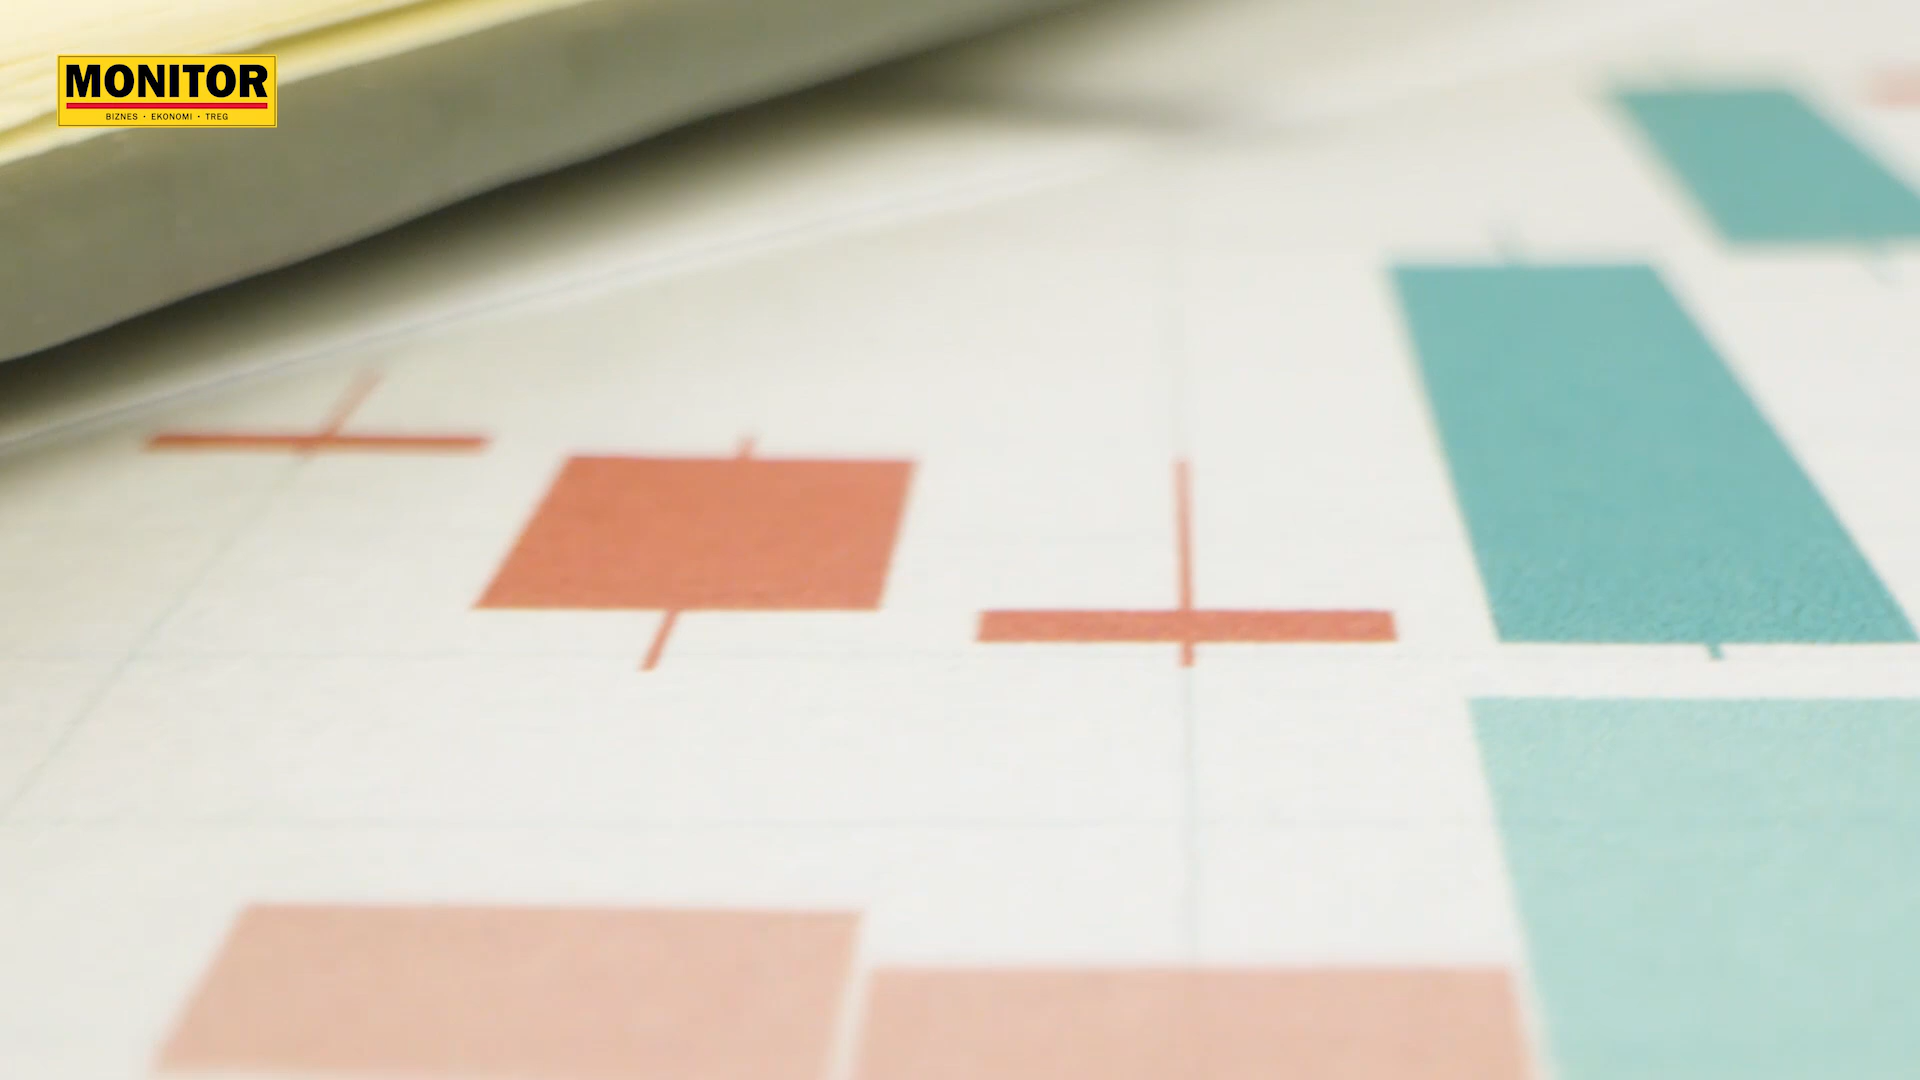 MONITOR
BIZNES • EKONOMI • TREG